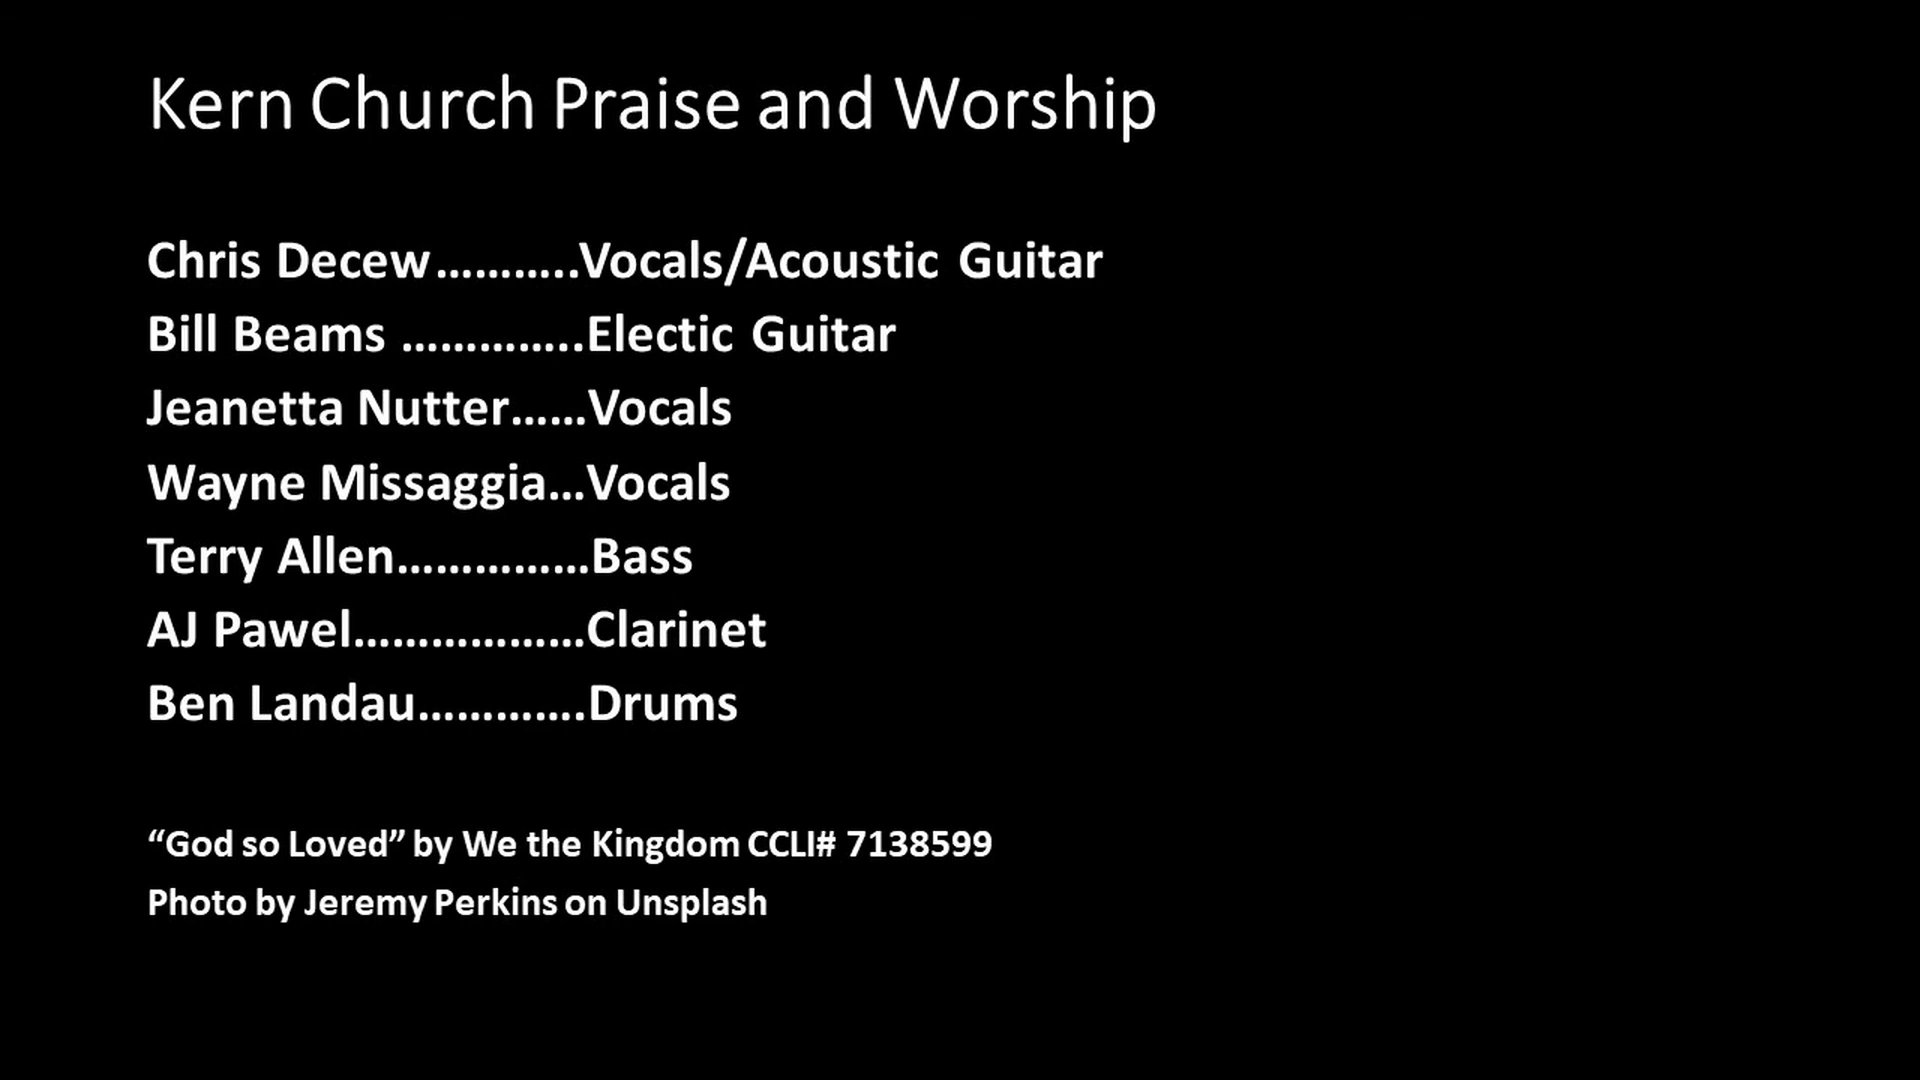 Kern Church Praise and Worship
Chris Decew………..Vocals/Acoustic Guitar
Bill Beams …………..Electic Guitar
Jeanetta Nutter……Vocals
Wayne Missaggia…Vocals
Terry Allen……………Bass
AJ Pawel………………Clarinet
Ben Landau………….Drums
“God so Loved” by We the Kingdom CCLI# 7138599
Photo by Jeremy Perkins on Unsplash